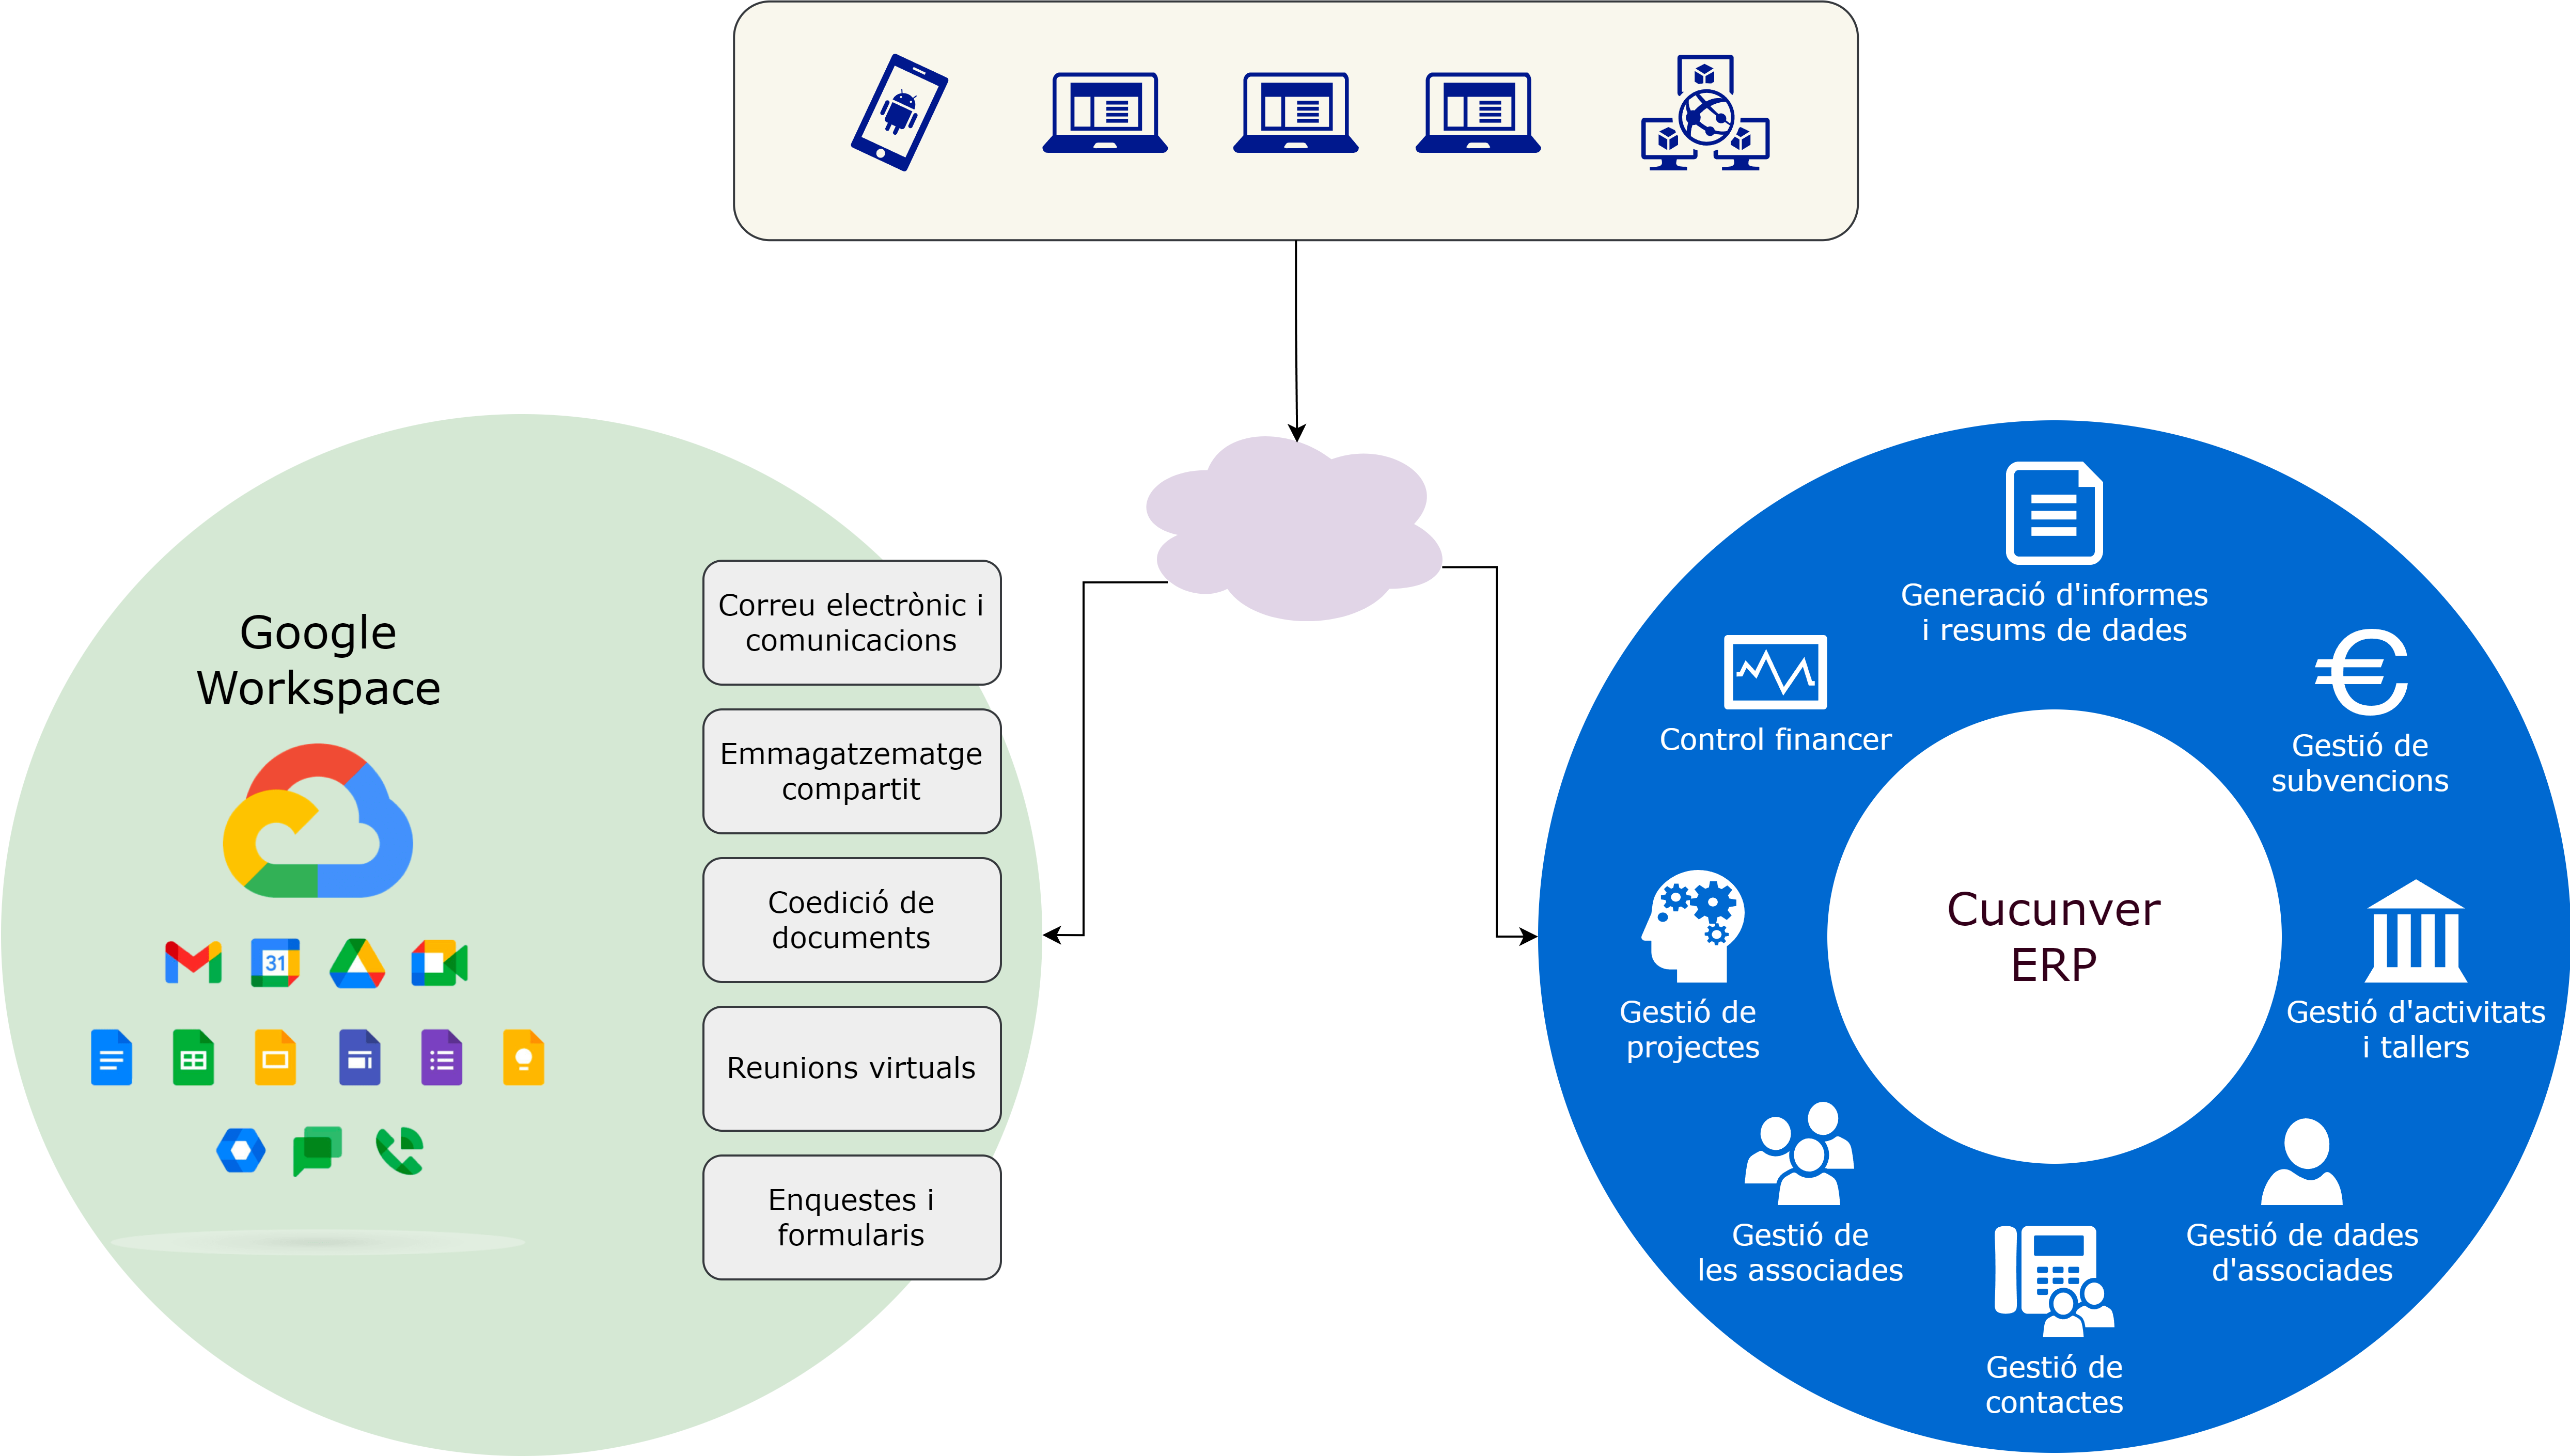 Google
Workspace
31
Correu electrònic i
comunicacions
Emmagatzematge
compartit
Coedició de
documents
Reunions virtuals
Enquestes i
formularis
Generació d'informes
i resums de dades
Control financer
€
Gestió de
subvencions
Cucunver
ERP
Gestió de
projectes
Gestió d'activitats
i tallers
Gestió de
les associades
Gestió de dades
d'associades
Gestió de
contactes